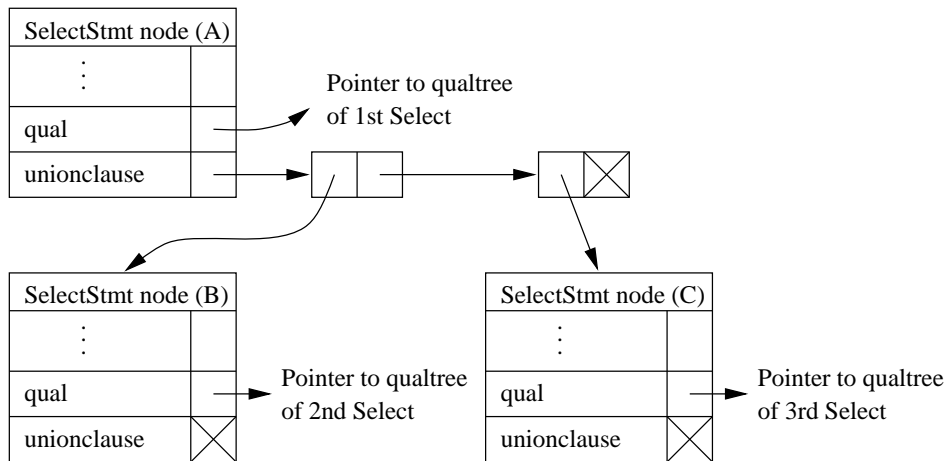 SelectStmt node (A)
Pointer to qualtree
of 1st Select
qual
unionclause
SelectStmt node (B)
qual
unionclause
Pointer to qualtree
of 2nd Select
SelectStmt node (C)
qual
unionclause
Pointer to qualtree
of 3rd Select